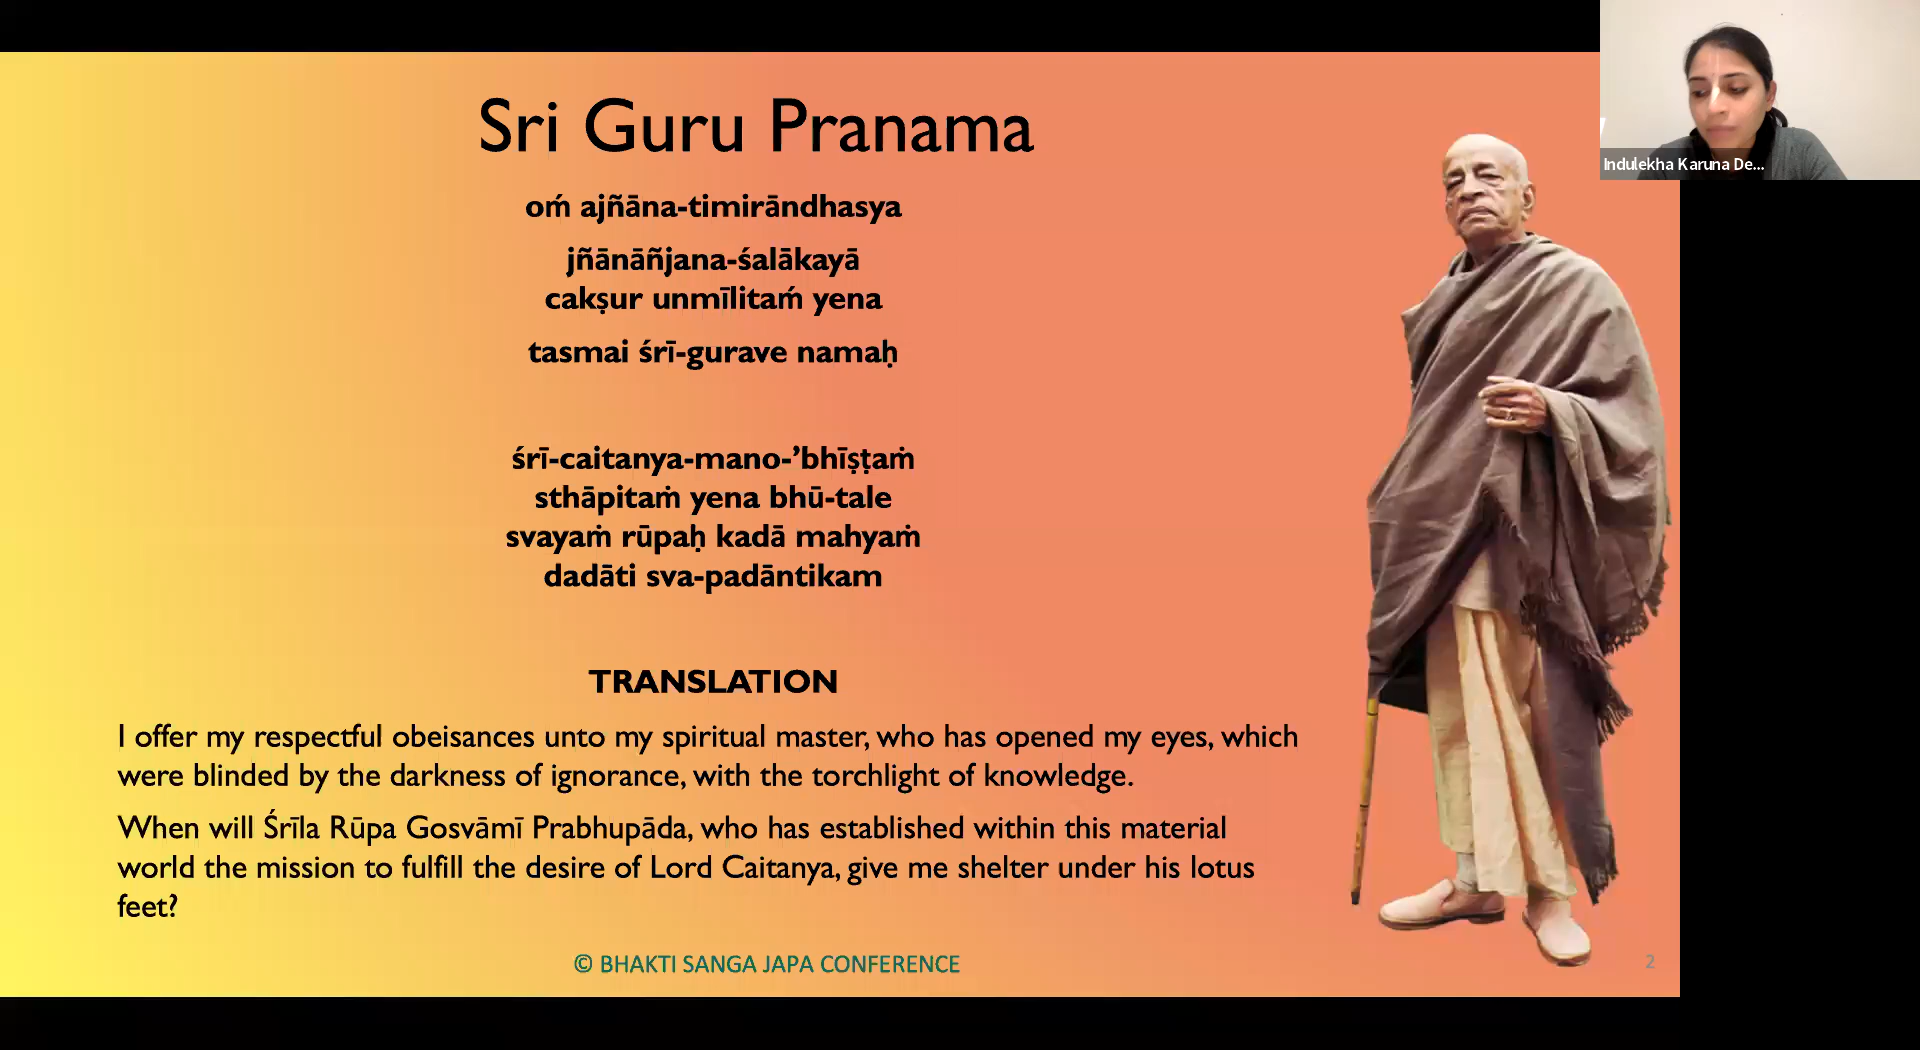 Sri Guru Pranama
oḿ ajñāna-timirāndhasya
jñānāñjana-śalākayā
cakṣur unmīlitaḿ yena
tasmai śrī-gurave namaḥ
śrī-caitanya-mano-’bhīṣṭaṁ
sthāpitaṁ yena bhū-tale
svayaṁ rūpaḥ kadā mahyaṁ
dadāti sva-padāntikam
TRANSLATION
I offer my respectful obeisances unto my spiritual master, who has opened my eyes, which
were blinded by the darkness of ignorance, with the torchlight of knowledge.
When will Śrīla Rūpa Gosvāmī Prabhupāda, who has established within this material
world the mission to fulfill the desire of Lord Caitanya, give me shelter under his lotus
feet?
© BHAKTI SANGA JAPA CONFERENCE
2
Indulekha Karuna De...